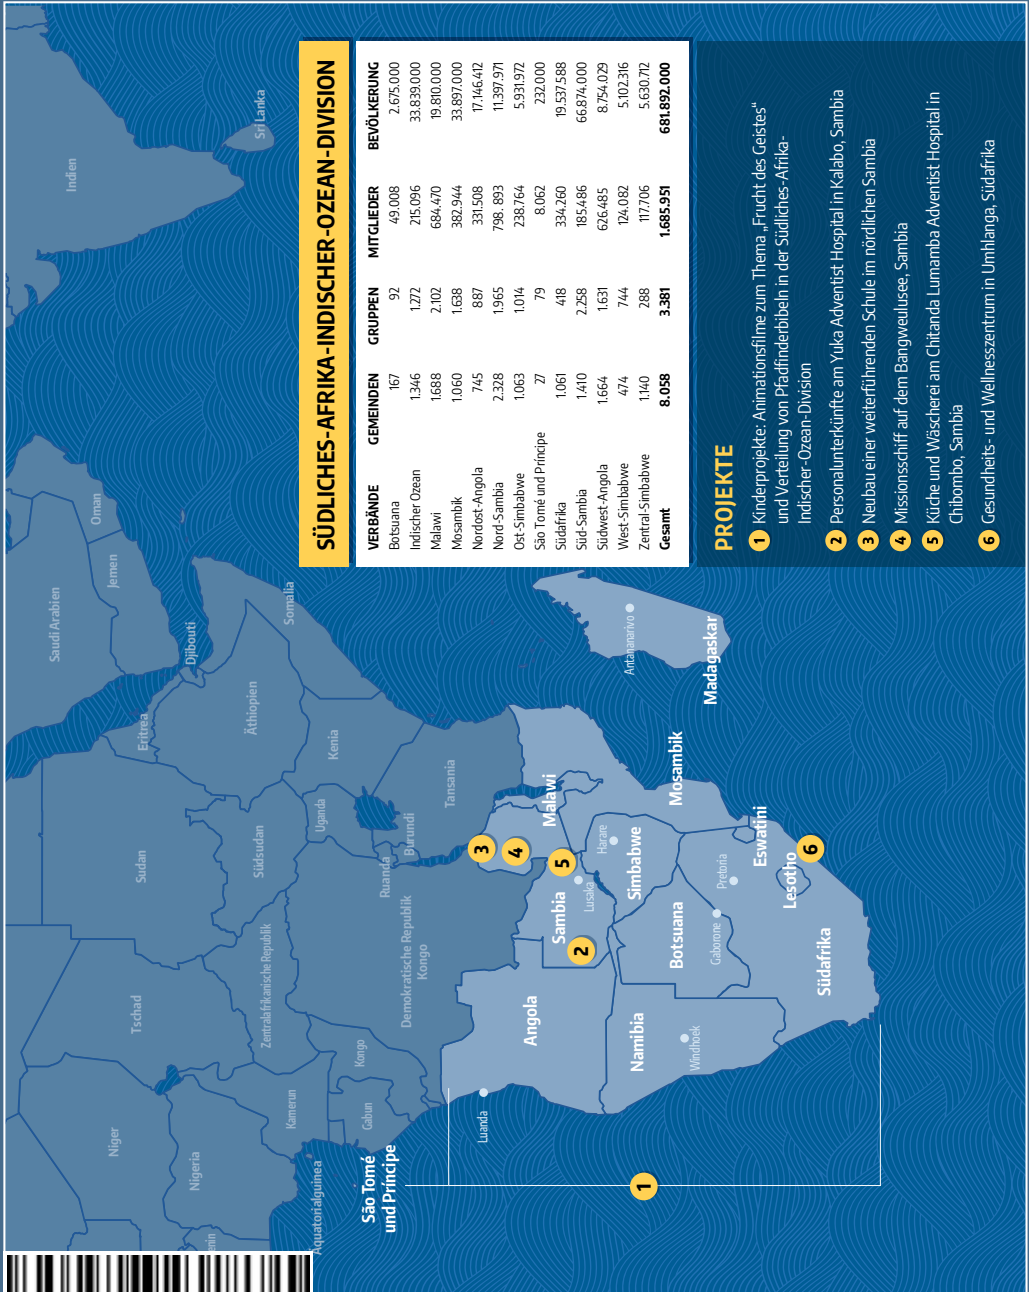 SÜDLICHES-AFRIKA-INDISCHER-OZEAN-DIVISION
VERBÄNDE GEMEINDEN GRUPPEN MITGLIEDER BEVÖLKERUNG
Botsuana 167 92 49.008 2.675.000
Indischer Ozean 1.346 1.272 215.096 33.839.000
Malawi 1.688 2.102 684.470 19.810.000
Mosambik 1.060 1.638 382.944 33.897.000
Nordost-Angola 745 887 331.508 17.146.412
Nord-Sambia 2.328 1.965 798. 893 11.397.971
Ost-Simbabwe 1.063 1.014 238.764 5.931.972
São Tomé und Príncipe 27 79 8.062 232.000
Südafrika 1.061 418 334.260 19.537.588
Süd-Sambia 1.410 2.258 185.486 66.874.000
Südwest-Angola 1.664 1.631 626.485 8.754.029
West-Simbabwe 474 744 124.082 5.102.316
Zentral-Simbabwe 1.140 288 117.706 5.630.712
Gesamt 8.058 3.381 1.685.951 681.892.000
PROJEKTE
1 Kinderprojekte: Animationsfilme zum Thema „Frucht des Geistes“
und Verteilung von Pfadfinderbibeln in der Südliches-Afrika-
Indischer-Ozean-Division
2 Personalunterkünfte am Yuka Adventist Hospital in Kalabo, Sambia
3 Neubau einer weiterführenden Schule im nördlichen Sambia
4 Missionsschiff auf dem Bangweulusee, Sambia
5 Küche und Wäscherei am Chitanda Lumamba Adventist Hospital in
Chibombo, Sambia
6 Gesundheits- und Wellnesszentrum in Umhlanga, Südafrika
Indien
Sri Lanka
Saudi Arabien
Oman
Jemen
Eritrea
Djibouti
Somalia
Äthiopien
Sudan
Südsudan
Tschad
Niger
Nigeria
enin
Kamerun
Zentralafrikanische Republik
Äquatorialguinea
Gabun
Kongo
Demokratische Republik
Kongo
Uganda
Kenia
Ruanda
Burundi
Tansania
São Tomé
und Príncipe
Luanda
Angola
Sambia
Lusaka
Malawi
Mosambik
Harare
Simbabwe
Namibia
Windhoek
Botsuana
Gaborone
Pretoria
Eswatini
Lesotho
Südafrika
Antananarivo
Madagaskar
1
2
3
4
5
6